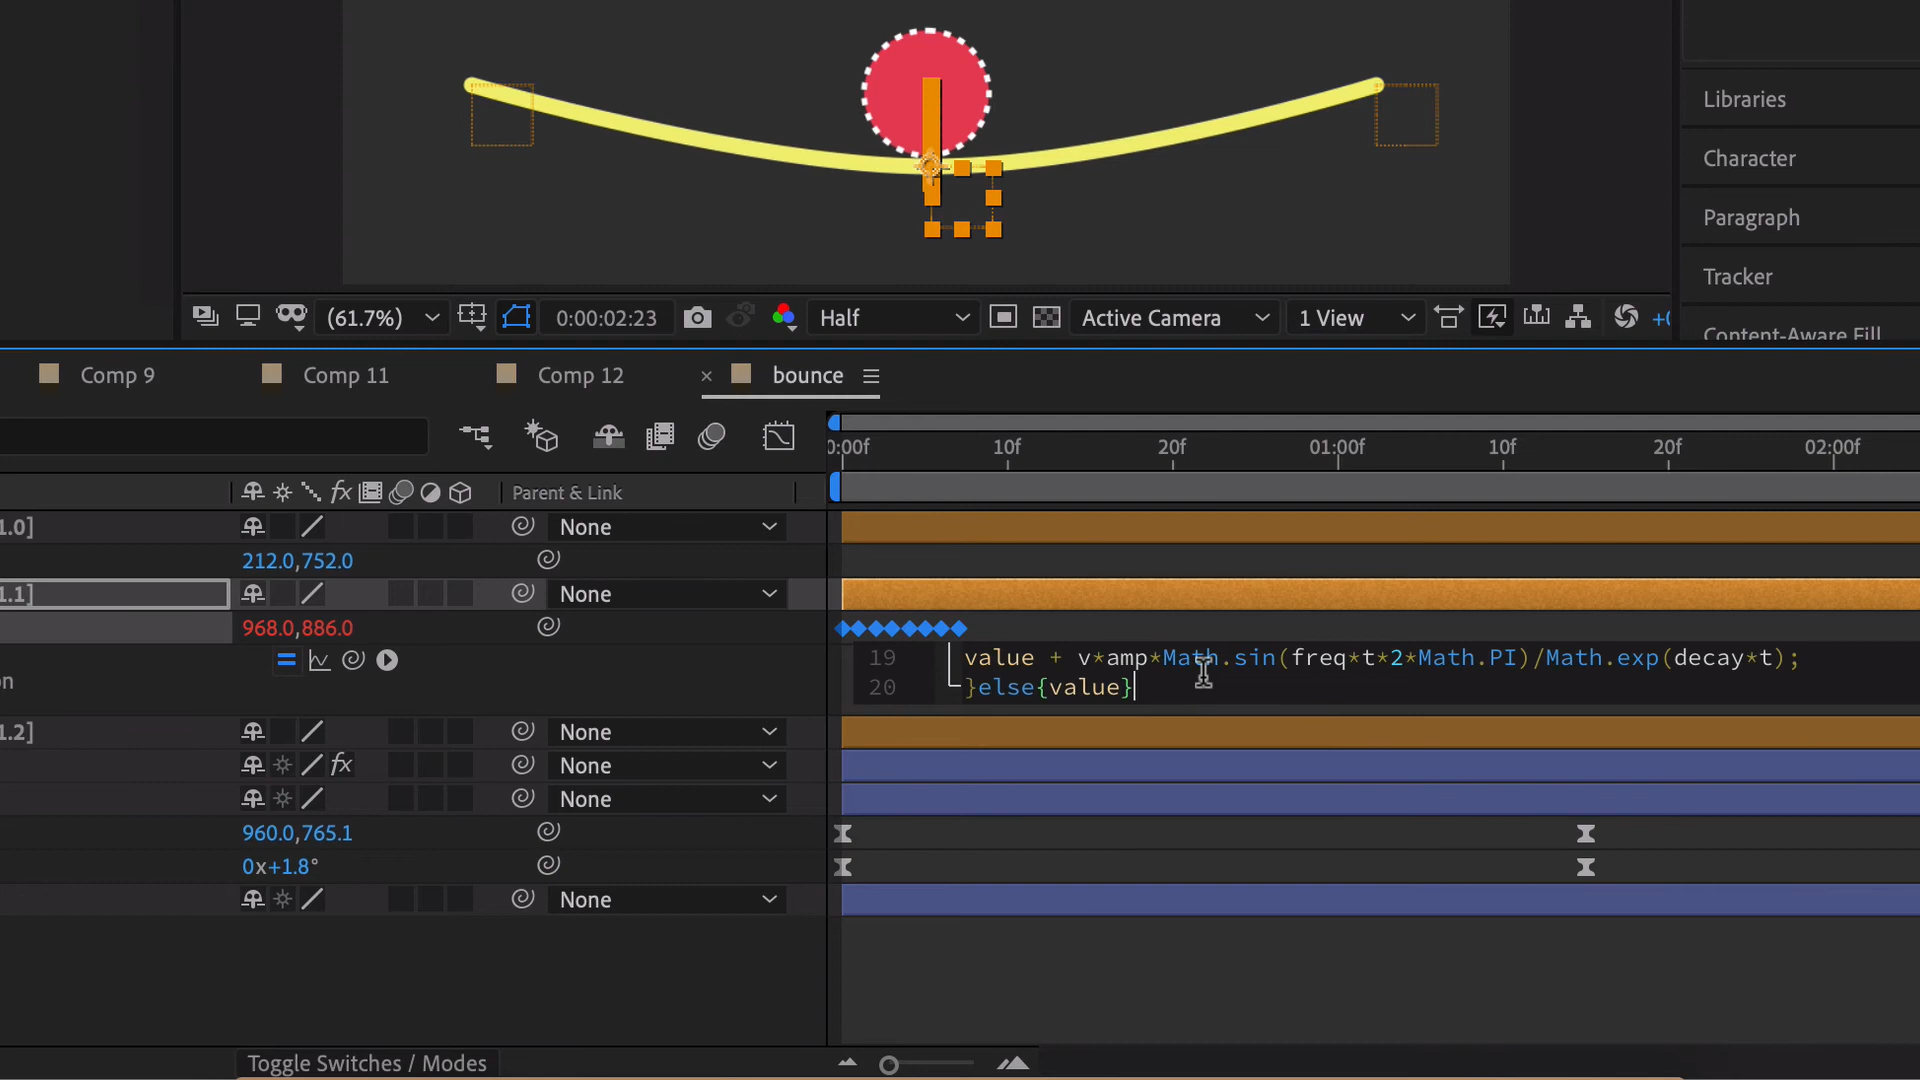 Libraries
Character
Paragraph
Tracker
Content-Aware Fill
(61.7%)
0:00:02:23
Half
Active Camera
1 View
Comp 9
Comp 11
Comp 12
× bounce
0:00f 10f 20f 01:00f 10f 20f 02:00f
fx
Parent & Link
1.0]
None
212.0,752.0
1.1]
None
968.0,886.0
19 value + v*amp*Math.sin(freq*t*2*Math.PI)/Math.exp(decay*t);
on
20 }else{value}
1.2]
None
fx
None
None
960.0,765.1
0x+1.8°
None
Toggle Switches / Modes